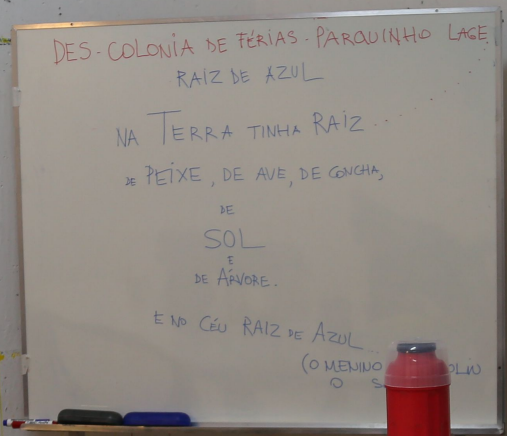 DES-COLONIA DE FÉRIAS-PARQUINHO LAGE
RAIZ DE AZUL
NA TERRA TINHA RAIZ...
DE PEIXE, DE AVE, DE CONCHA,
DE
SOL
E
DE ÁRVORE.
E NO CÉU RAIZ DE AZUL...
(O MENINO
O